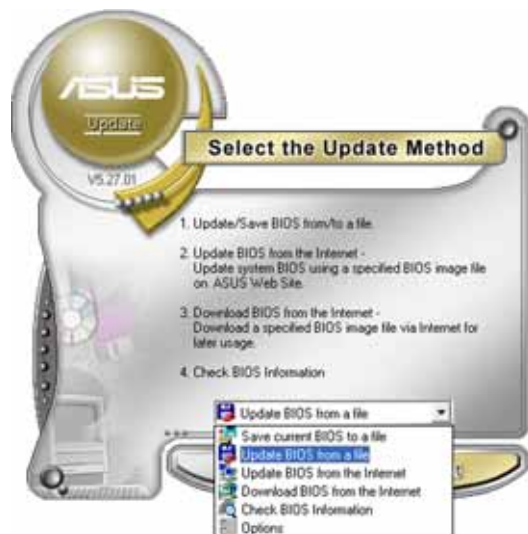 ASUS
Update
V5.27.01
Select the Update Method
1. Update/Save BIOS from/to a file.
2. Update BIOS from the Internet -
Update system BIOS using a specified BIOS image file
on ASUS Web Site.
3. Download BIOS from the Internet -
Download a specified BIOS image file via Internet for
later usage.
4. Check BIOS Information
Update BIOS from a file
Save current BIOS to a file
Update BIOS from a file
Update BIOS from the Internet
Download BIOS from the Internet
Check BIOS Information
Options